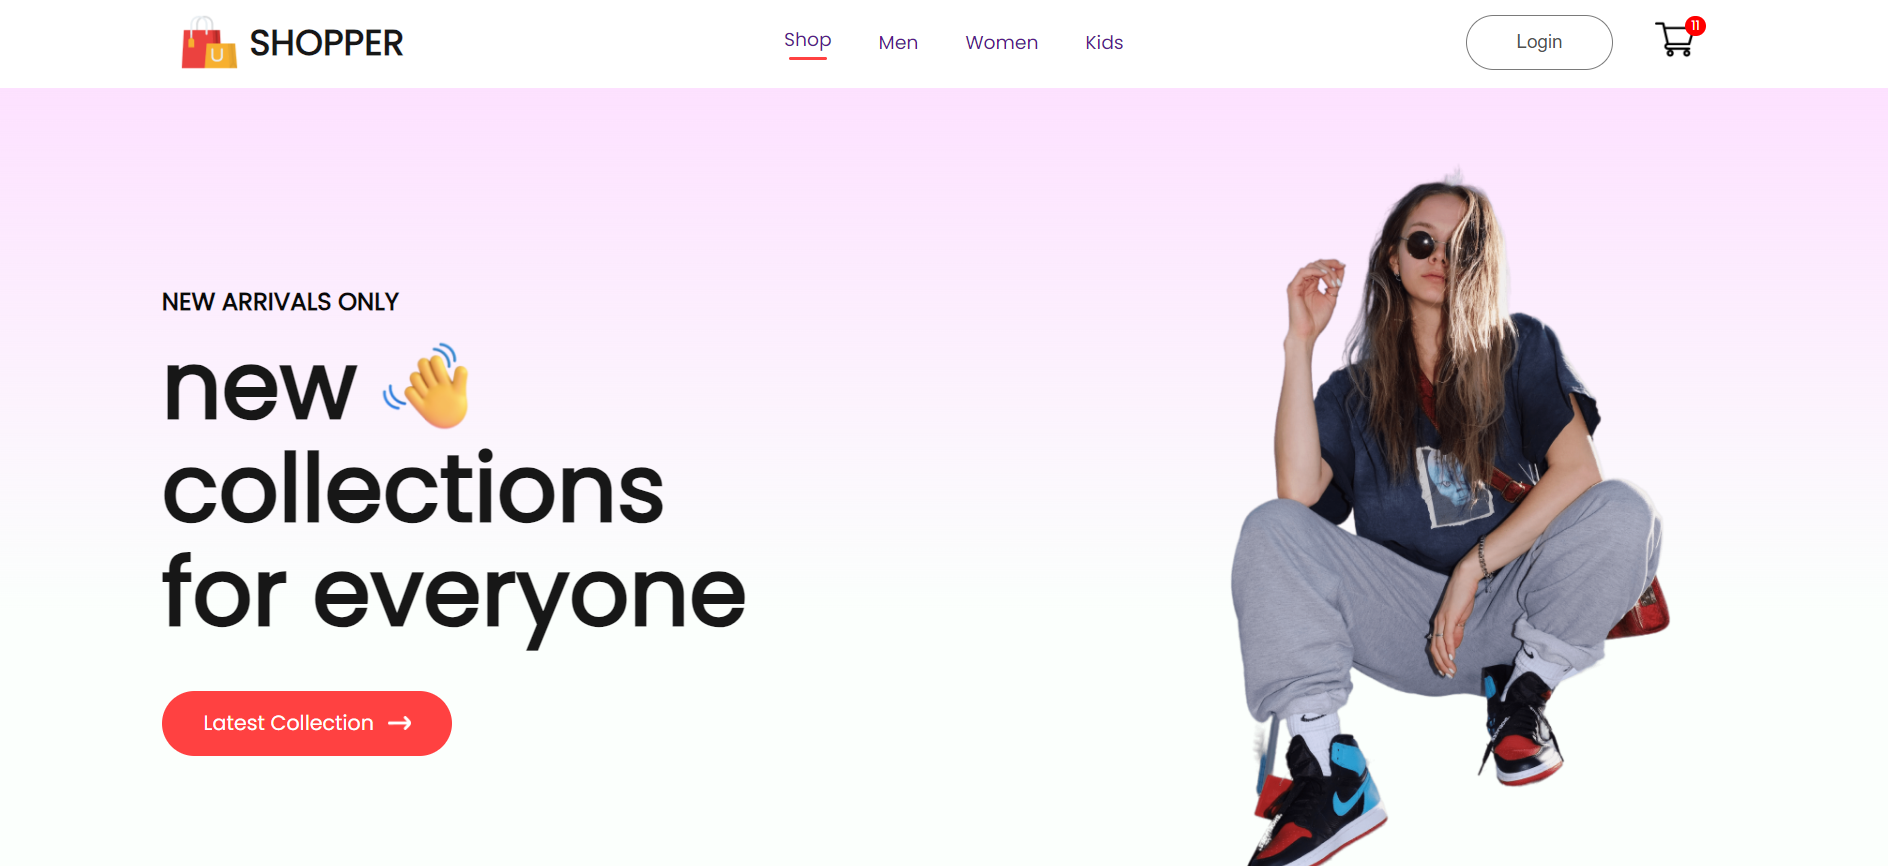 U
SHOPPER
Shop
Men
Women
Kids
Login
11
NEW ARRIVALS ONLY
new 👋
collections
for everyone
Latest Collection →